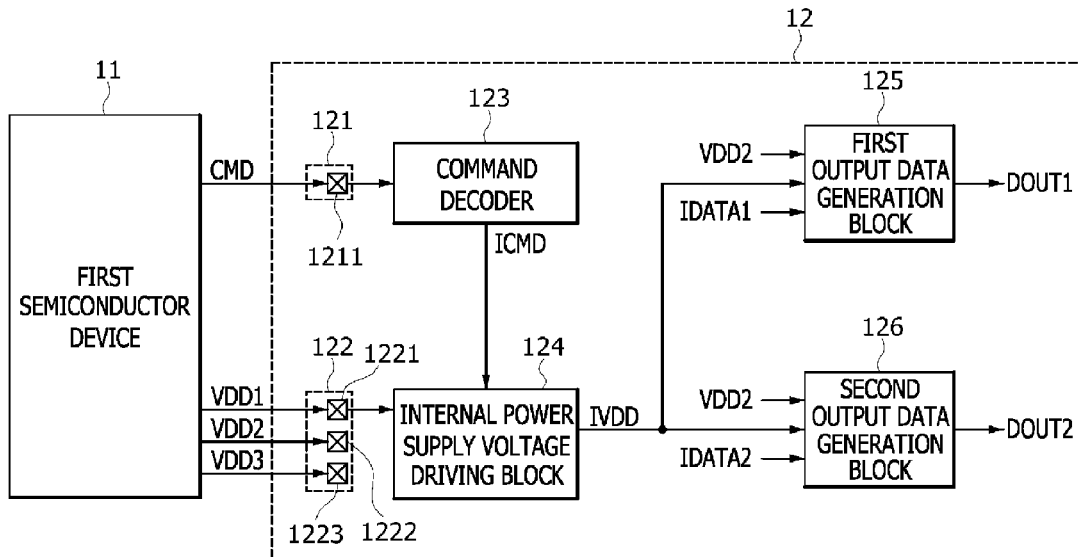 12
11
125
123
121
FIRST
OUTPUT DATA
GENERATION
BLOCK
CMD
COMMAND
DECODER
VDD2
IDATA1
DOUT1
1211
ICMD
FIRST
SEMICONDUCTOR
DEVICE
126
122
1221
124
VDD1
VDD2
VDD3
INTERNAL POWER
SUPPLY VOLTAGE
DRIVING BLOCK
IVDD
VDD2
IDATA2
SECOND
OUTPUT DATA
GENERATION
BLOCK
DOUT2
1222
1223